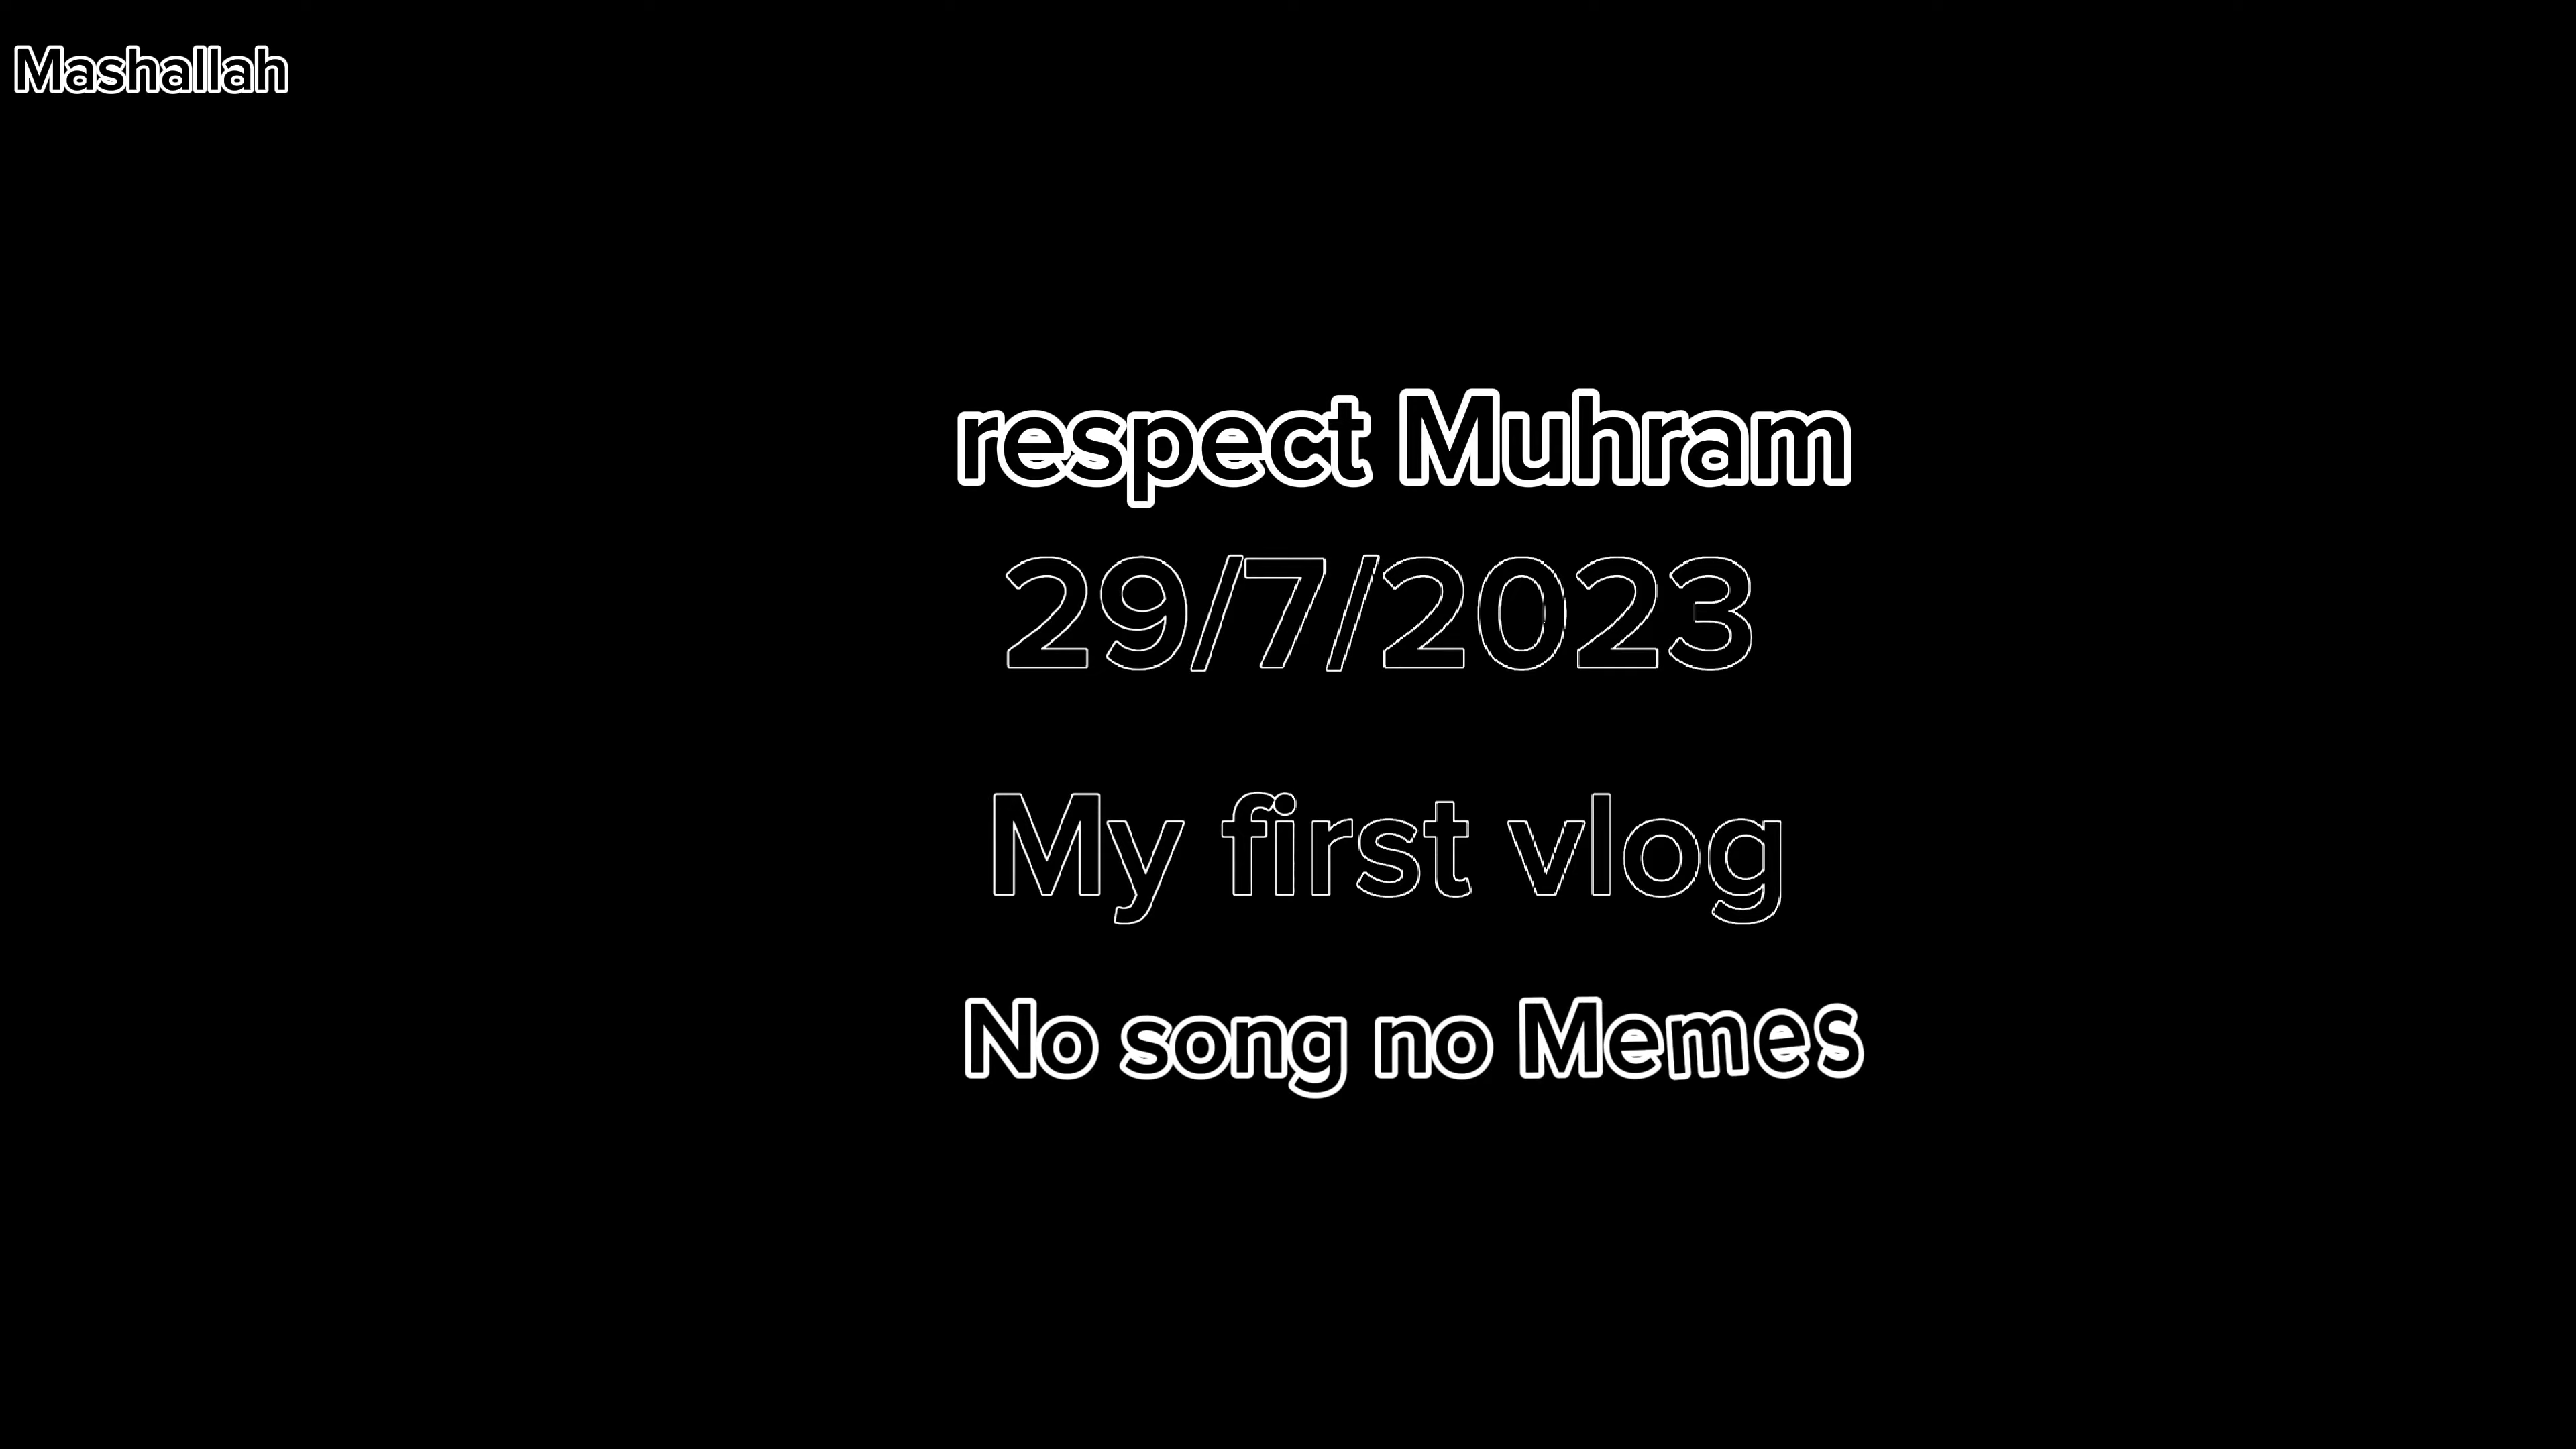 Mashallah
respect Muhram
29/7/2023
My first vlog
No song no Memes